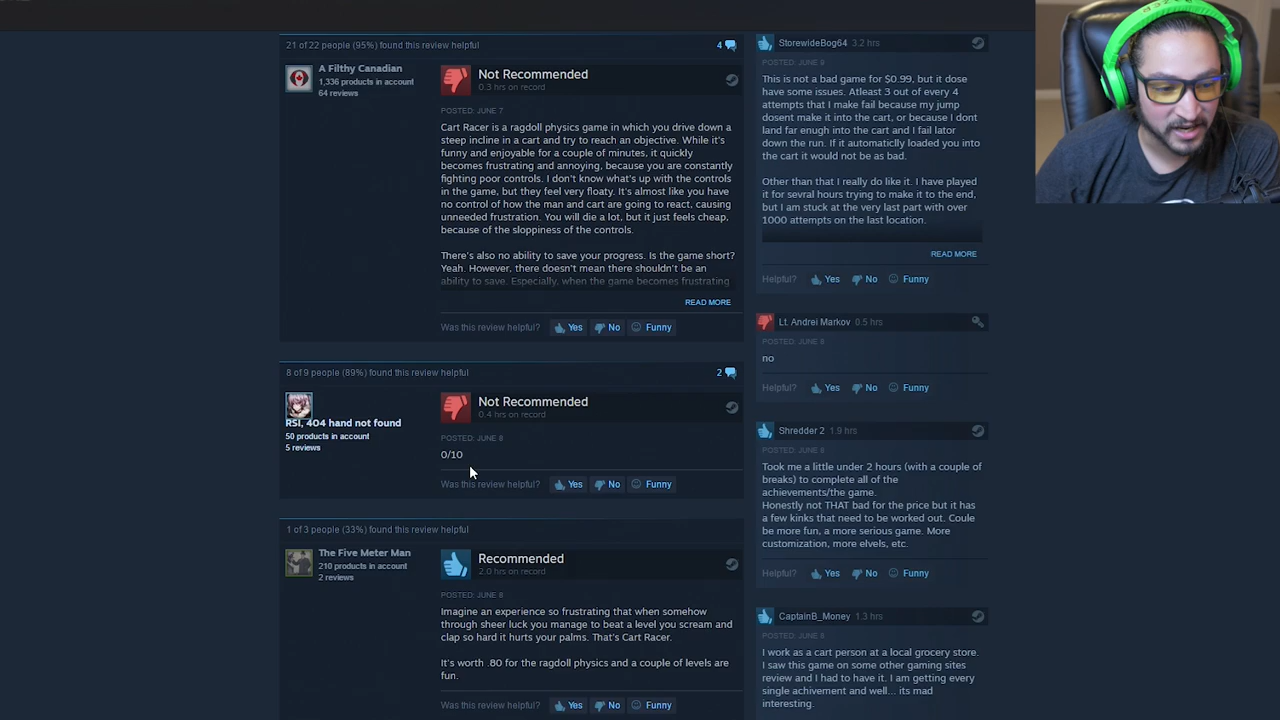 21 of 22 people (95%) found this review helpful
4
A Filthy Canadian
1,336 products in account
64 reviews
Not Recommended
0.3 hrs on record
POSTED: JUNE 7
Cart Racer is a ragdoll physics game in which you drive down a
steep incline in a cart and try to reach an objective. While it's
funny and enjoyable for a couple of minutes, it quickly
becomes frustrating and annoying, because you are constantly
fighting poor controls. I don't know what's up with the controls
in the game, but they feel very floaty. It's almost like you have
no control of how the man and cart are going to react, causing
unneeded frustration. You will die a lot, but it just feels cheap,
because of the sloppiness of the controls.
There's also no ability to save your progress. Is the game short?
Yeah. However, there doesn't mean there shouldn't be an
ability to save. Especially, when the game becomes frustrating
READ MORE
Was this review helpful? Yes No Funny
8 of 9 people (89%) found this review helpful
2
RSI, 404 hand not found
50 products in account
5 reviews
Not Recommended
0.4 hrs on record
POSTED: JUNE 8
0/10
Was this review helpful? Yes No Funny
1 of 3 people (33%) found this review helpful
The Five Meter Man
210 products in account
2 reviews
Recommended
2.0 hrs on record
POSTED: JUNE 8
Imagine an experience so frustrating that when somehow
through sheer luck you manage to beat a level you scream and
clap so hard it hurts your palms. That's Cart Racer.
It's worth .80 for the ragdoll physics and a couple of levels are
fun.
Was this review helpful? Yes No Funny
StorewideBog64 3.2 hrs
POSTED: JUNE 9
This is not a bad game for $0.99, but it dose
have some issues. Atleast 3 out of every 4
attempts that I make fail because my jump
dosent make it into the cart, or because I dont
land far enugh into the cart and I fail lator
down the run. If it automaticlly loaded you into
the cart it would not be as bad.
Other than that I really do like it. I have played
it for sevral hours trying to make it to the end,
but I am stuck at the very last part with over
1000 attempts on the last location.
READ MORE
Helpful? Yes No Funny
Lt. Andrei Markov 0.5 hrs
POSTED: JUNE 8
no
Helpful? Yes No Funny
Shredder 2 1.9 hrs
POSTED: JUNE 8
Took me a little under 2 hours (with a couple of
breaks) to complete all of the
achievements/the game.
Honestly not THAT bad for the price but it has
a few kinks that need to be worked out. Coule
be more fun, a more serious game. More
customization, more elvels, etc.
Helpful? Yes No Funny
CaptainB_Money 1.3 hrs
POSTED: JUNE 8
I work as a cart person at a local grocery store.
I saw this game on some other gaming sites
review and I had to have it. I am getting every
single achivement and well... its mad
interesting.